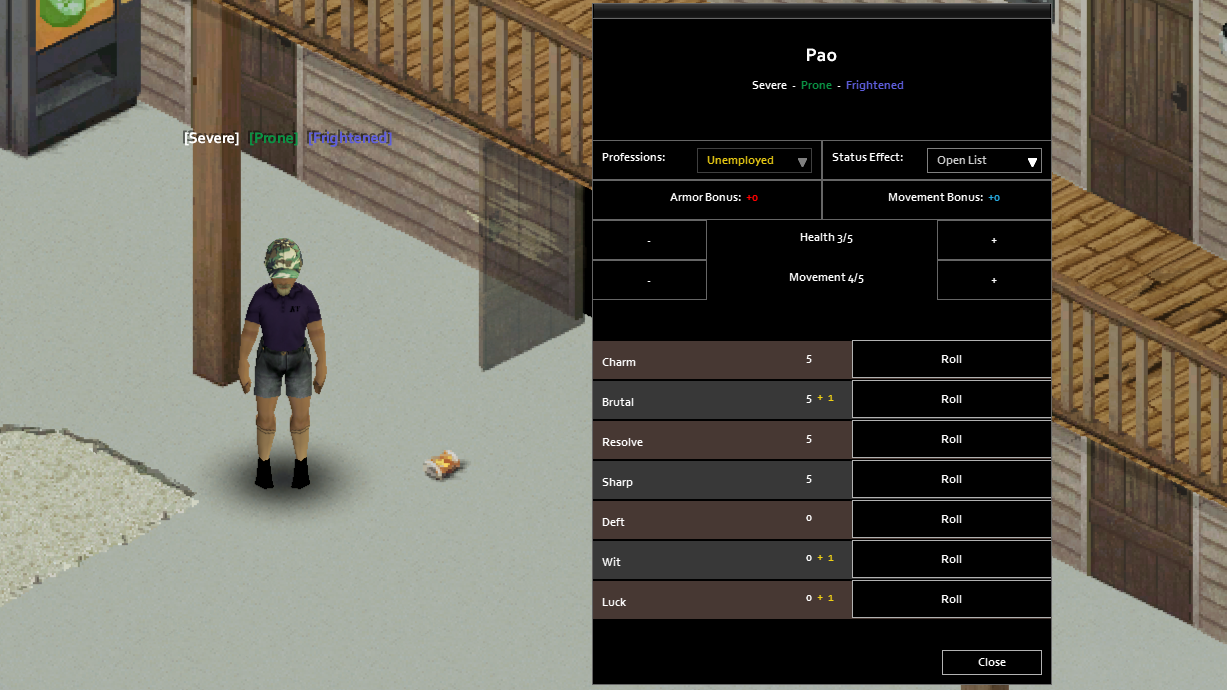 Pao
Severe - Prone - Frightened
[Severe] [Prone] [Frightened]
Professions: Unemployed Status Effect: Open List
Armor Bonus: +0 Movement Bonus: +0
- Health 3/5 +
- Movement 4/5 +
AT
Charm 5 Roll
Brutal 5 + 1 Roll
Resolve 5 Roll
Sharp 5 Roll
Deft 0 Roll
Wit 0 + 1 Roll
Luck 0 + 1 Roll
Close